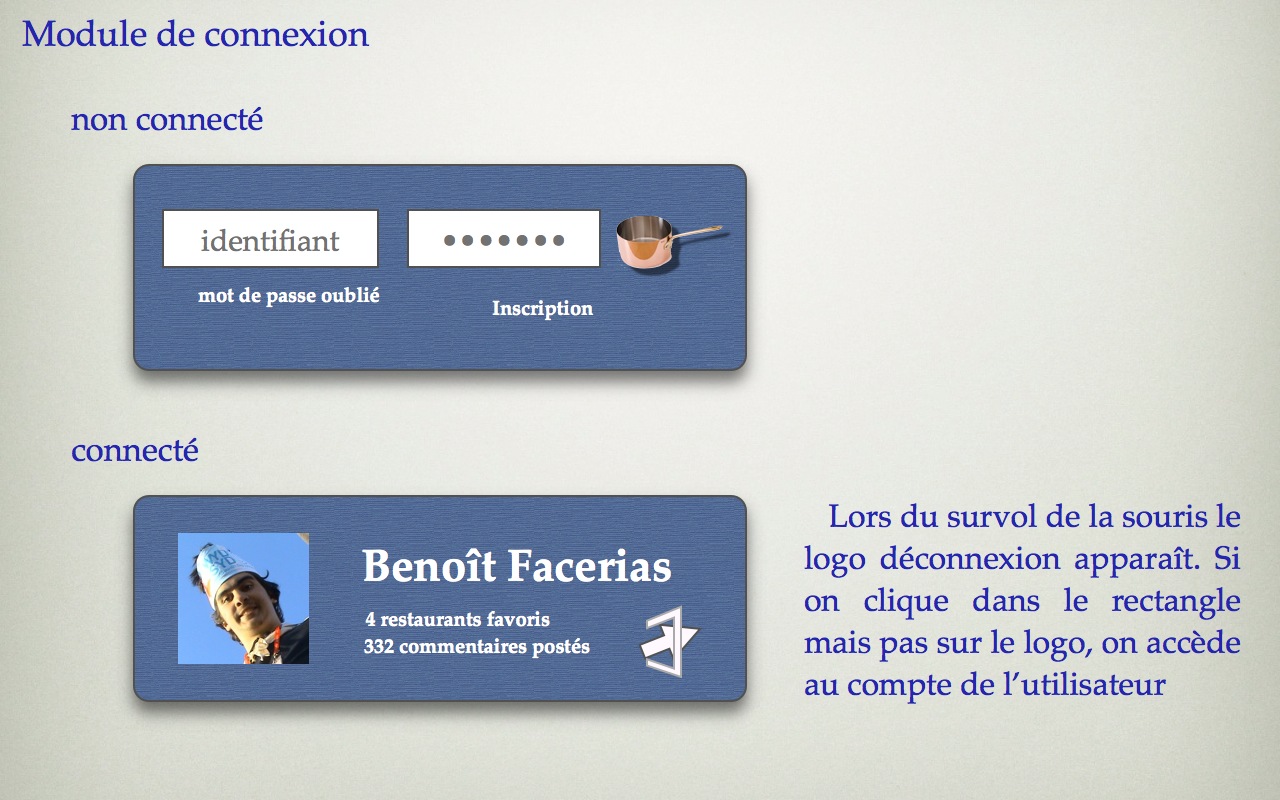 Module de connexion
non connecté
identifiant
•••••••
mot de passe oublié
Inscription
connecté
Benoît Facerias
4 restaurants favoris
332 commentaires postés
Lors du survol de la souris le
logo déconnexion apparaît. Si
on clique dans le rectangle
mais pas sur le logo, on accède
au compte de l’utilisateur